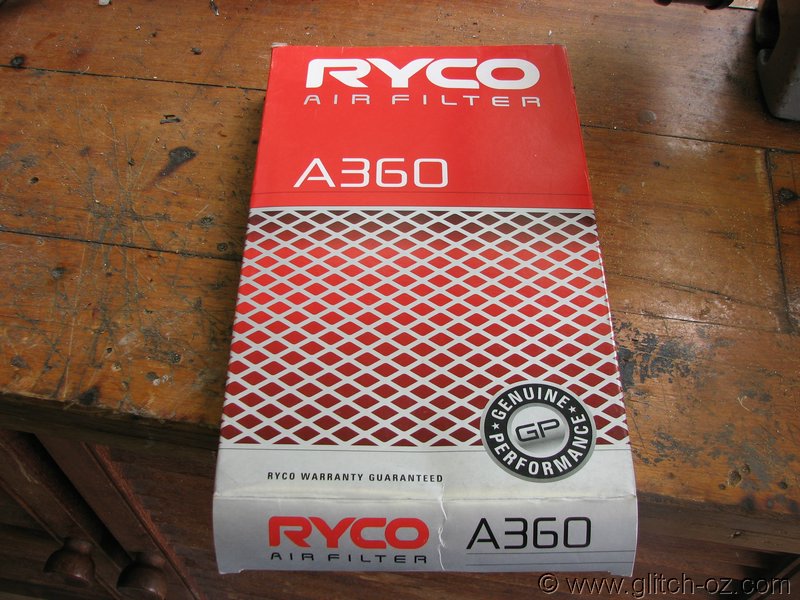 RYCO
AIR FILTER
A360
★ GENUINE ★
GP
PERFORMANCE
RYCO WARRANTY GUARANTEED
RYCO
AIR FILTER
A360
© www.glitch-oz.com